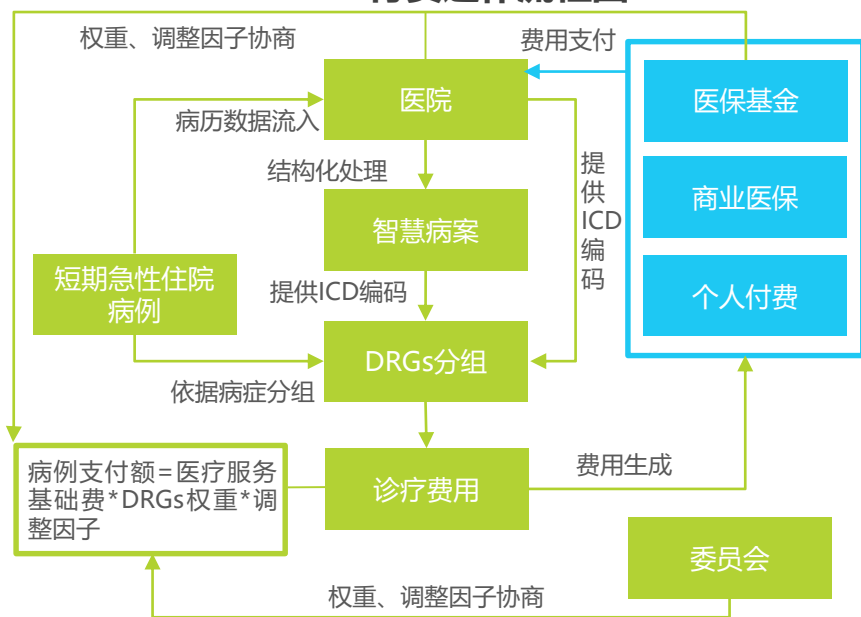 权重、调整因子协商
费用支付
医院
医保基金
病历数据流入
结构化处理
提
供
ICD
编
码
商业医保
智慧病案
短期急性住院
病例
提供ICD编码
个人付费
DRGs分组
依据病症分组
病例支付额=医疗服务
基础费*DRGs权重*调
整因子
诊疗费用
费用生成
委员会
权重、调整因子协商